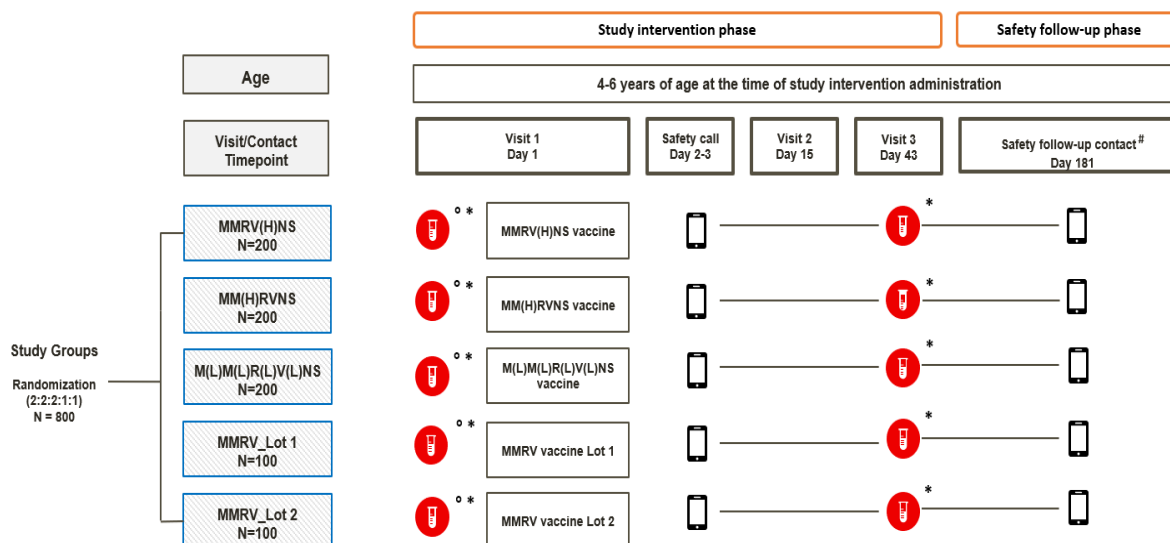 Study intervention phase
Safety follow-up phase
Age
4-6 years of age at the time of study intervention administration
Visit/Contact
Timepoint
Visit 1
Day 1
Safety call
Day 2-3
Visit 2
Day 15
Visit 3
Day 43
Safety follow-up contact #
Day 181
Study Groups
Randomization
(2:2:2:1:1)
N = 800
MMRV(H)NS
N=200
° *
MMRV(H)NS vaccine
*
MM(H)RVNS
N=200
° *
MM(H)RVNS vaccine
*
M(L)M(L)R(L)V(L)NS
N=200
° *
M(L)M(L)R(L)V(L)NS
vaccine
*
MMRV_Lot 1
N=100
° *
MMRV vaccine Lot 1
*
MMRV_Lot 2
N=100
° *
MMRV vaccine Lot 2
*